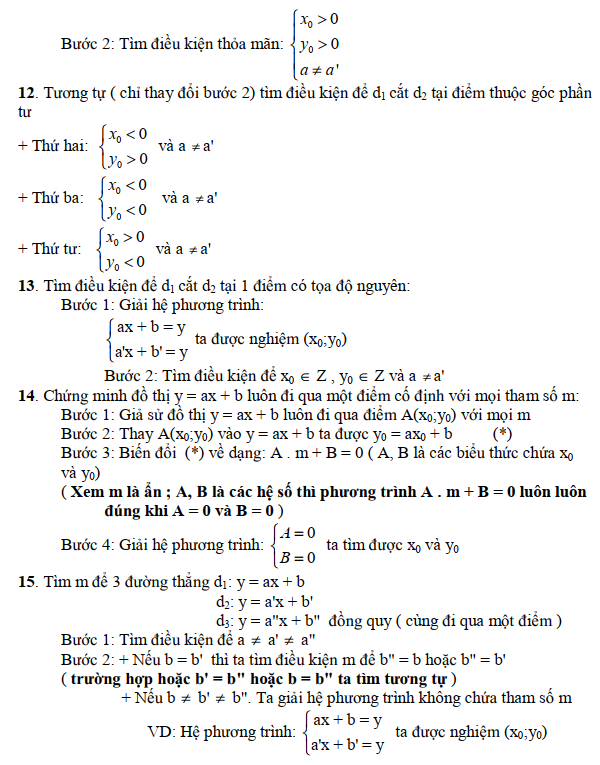 Bước 2: Tìm điều kiện thỏa mãn: { x₀ > 0
y₀ > 0
a ≠ a'
12. Tương tự ( chỉ thay đổi bước 2) tìm điều kiện để d₁ cắt d₂ tại điểm thuộc góc phần
tư
+ Thứ hai: { x₀ < 0
y₀ > 0 và a ≠ a'
+ Thứ ba: { x₀ < 0
y₀ < 0 và a ≠ a'
+ Thứ tư: { x₀ > 0
y₀ < 0 và a ≠ a'
13. Tìm điều kiện để d₁ cắt d₂ tại 1 điểm có tọa độ nguyên:
Bước 1: Giải hệ phương trình:
{ ax + b = y
a'x + b' = y ta được nghiệm (x₀;y₀)
Bước 2: Tìm điều kiện để x₀ ∈ Z , y₀ ∈ Z và a ≠ a'
14. Chứng minh đồ thị y = ax + b luôn đi qua một điểm cố định với mọi tham số m:
Bước 1: Giả sử đồ thị y = ax + b luôn đi qua điểm A(x₀;y₀) với mọi m
Bước 2: Thay A(x₀;y₀) vào y = ax + b ta được y₀ = ax₀ + b (*)
Bước 3: Biến đổi (*) về dạng: A . m + B = 0 ( A, B là các biểu thức chứa x₀
và y₀)
( Xem m là ẩn ; A, B là các hệ số thì phương trình A . m + B = 0 luôn luôn
đúng khi A = 0 và B = 0 )
Bước 4: Giải hệ phương trình: { A = 0
B = 0 ta tìm được x₀ và y₀
15. Tìm m để 3 đường thẳng d₁: y = ax + b
d₂: y = a'x + b'
d₃: y = a"x + b" đồng quy ( cùng đi qua một điểm )
Bước 1: Tìm điều kiện để a ≠ a' ≠ a"
Bước 2: + Nếu b = b' thì ta tìm điều kiện m để b" = b hoặc b" = b'
( trường hợp hoặc b' = b" hoặc b = b" ta tìm tương tự )
+ Nếu b ≠ b' ≠ b". Ta giải hệ phương trình không chứa tham số m
VD: Hệ phương trình: { ax + b = y
a'x + b' = y ta được nghiệm (x₀;y₀)